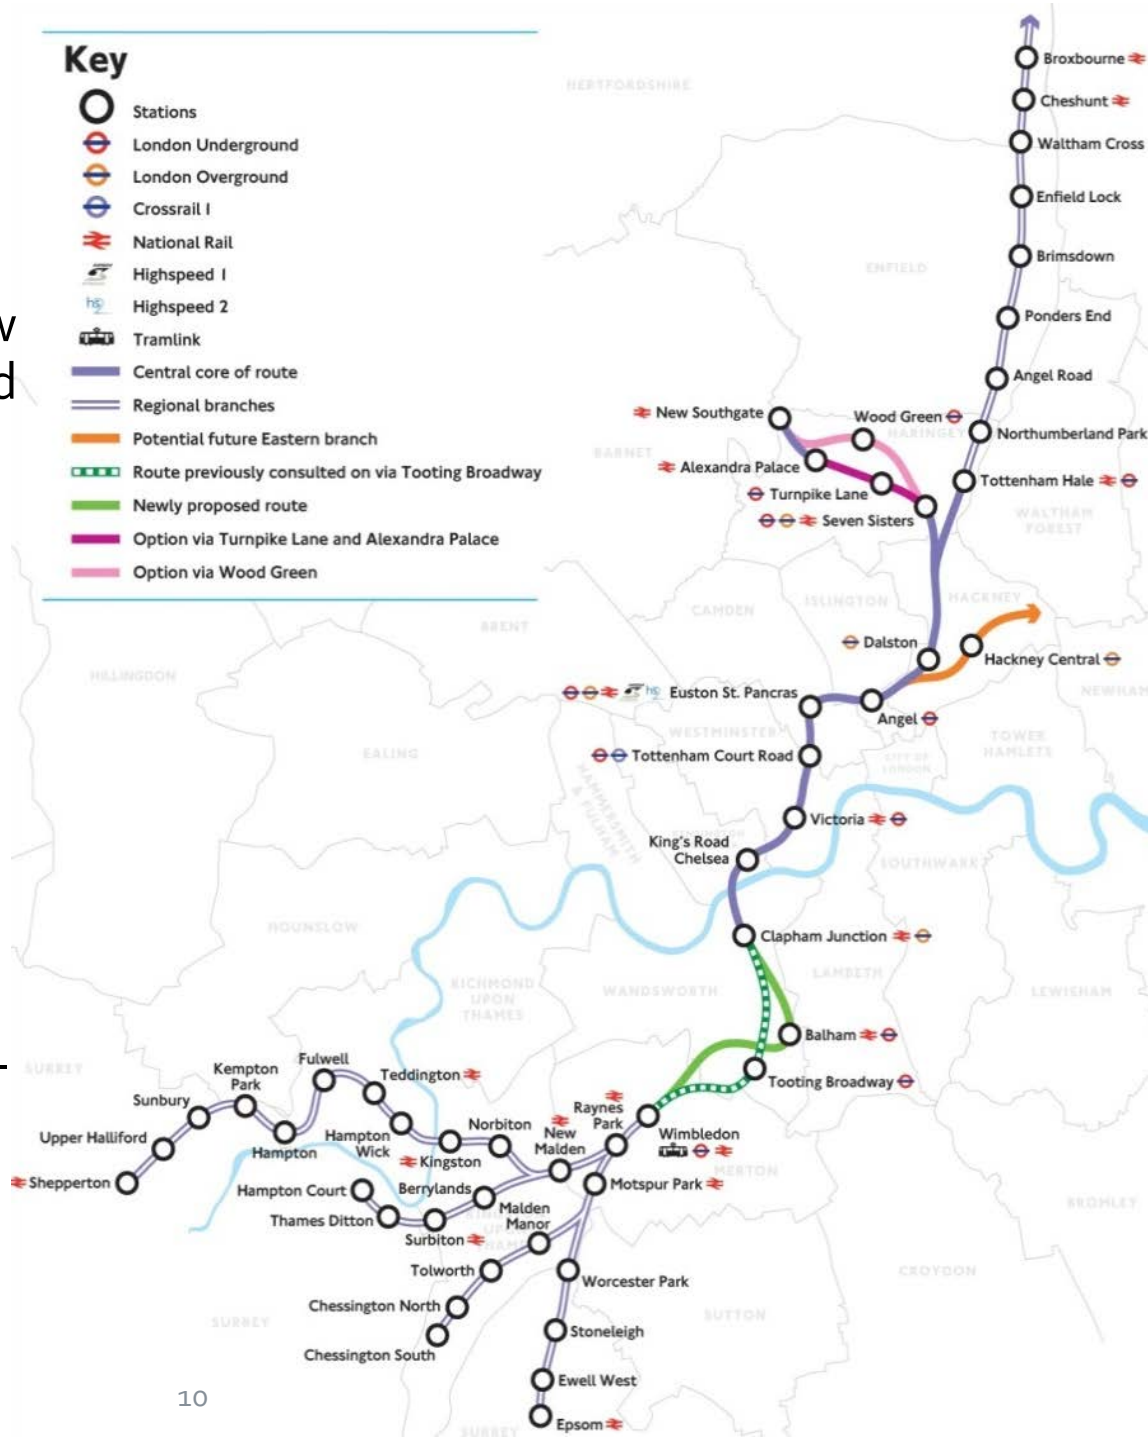 w
d
Key
Stations
London Underground
London Overground
Crossrail 1
National Rail
Highspeed 1
hs2
Highspeed 2
Tramlink
Central core of route
Regional branches
Potential future Eastern branch
Route previously consulted on via Tooting Broadway
Newly proposed route
Option via Turnpike Lane and Alexandra Palace
Option via Wood Green
HERTFORDSHIRE
Broxbourne
Cheshunt
Waltham Cross
Enfield Lock
Brimsdown
ENFIELD
Ponders End
Angel Road
New Southgate
Wood Green
HARINGEY
Northumberland Park
BARNET
Alexandra Palace
Turnpike Lane
Tottenham Hale
Seven Sisters
WALTHAM
FOREST
CAMDEN
ISLINGTON
HACKNEY
BRENT
Dalston
Hackney Central
HILLINGDON
hs2
Euston St. Pancras
NEWHAM
Angel
WESTMINSTER
TOWER
HAMLETS
EALING
Tottenham Court Road
CITY OF
LONDON
HAMMERSMITH
& FULHAM
Victoria
King's Road
Chelsea
SOUTHWARK
HOUNSLOW
Clapham Junction
LAMBETH
RICHMOND
UPON
THAMES
WANDSWORTH
LEWISHAM
Balham
SURREY
Kempton
Park
Fulwell
Teddington
Tooting Broadway
Sunbury
Raynes
Park
Norbiton
New
Malden
Wimbledon
Upper Halliford
Hampton
Hampton
Wick
Kingston
MERTON
Shepperton
Hampton Court
Berrylands
Motspur Park
BROMLEY
Thames Ditton
Malden
Manor
Surbiton
Tolworth
CROYDON
Worcester Park
Chessington North
SURREY
SUTTON
Stoneleigh
Chessington South
Ewell West
10
Epsom
SURREY